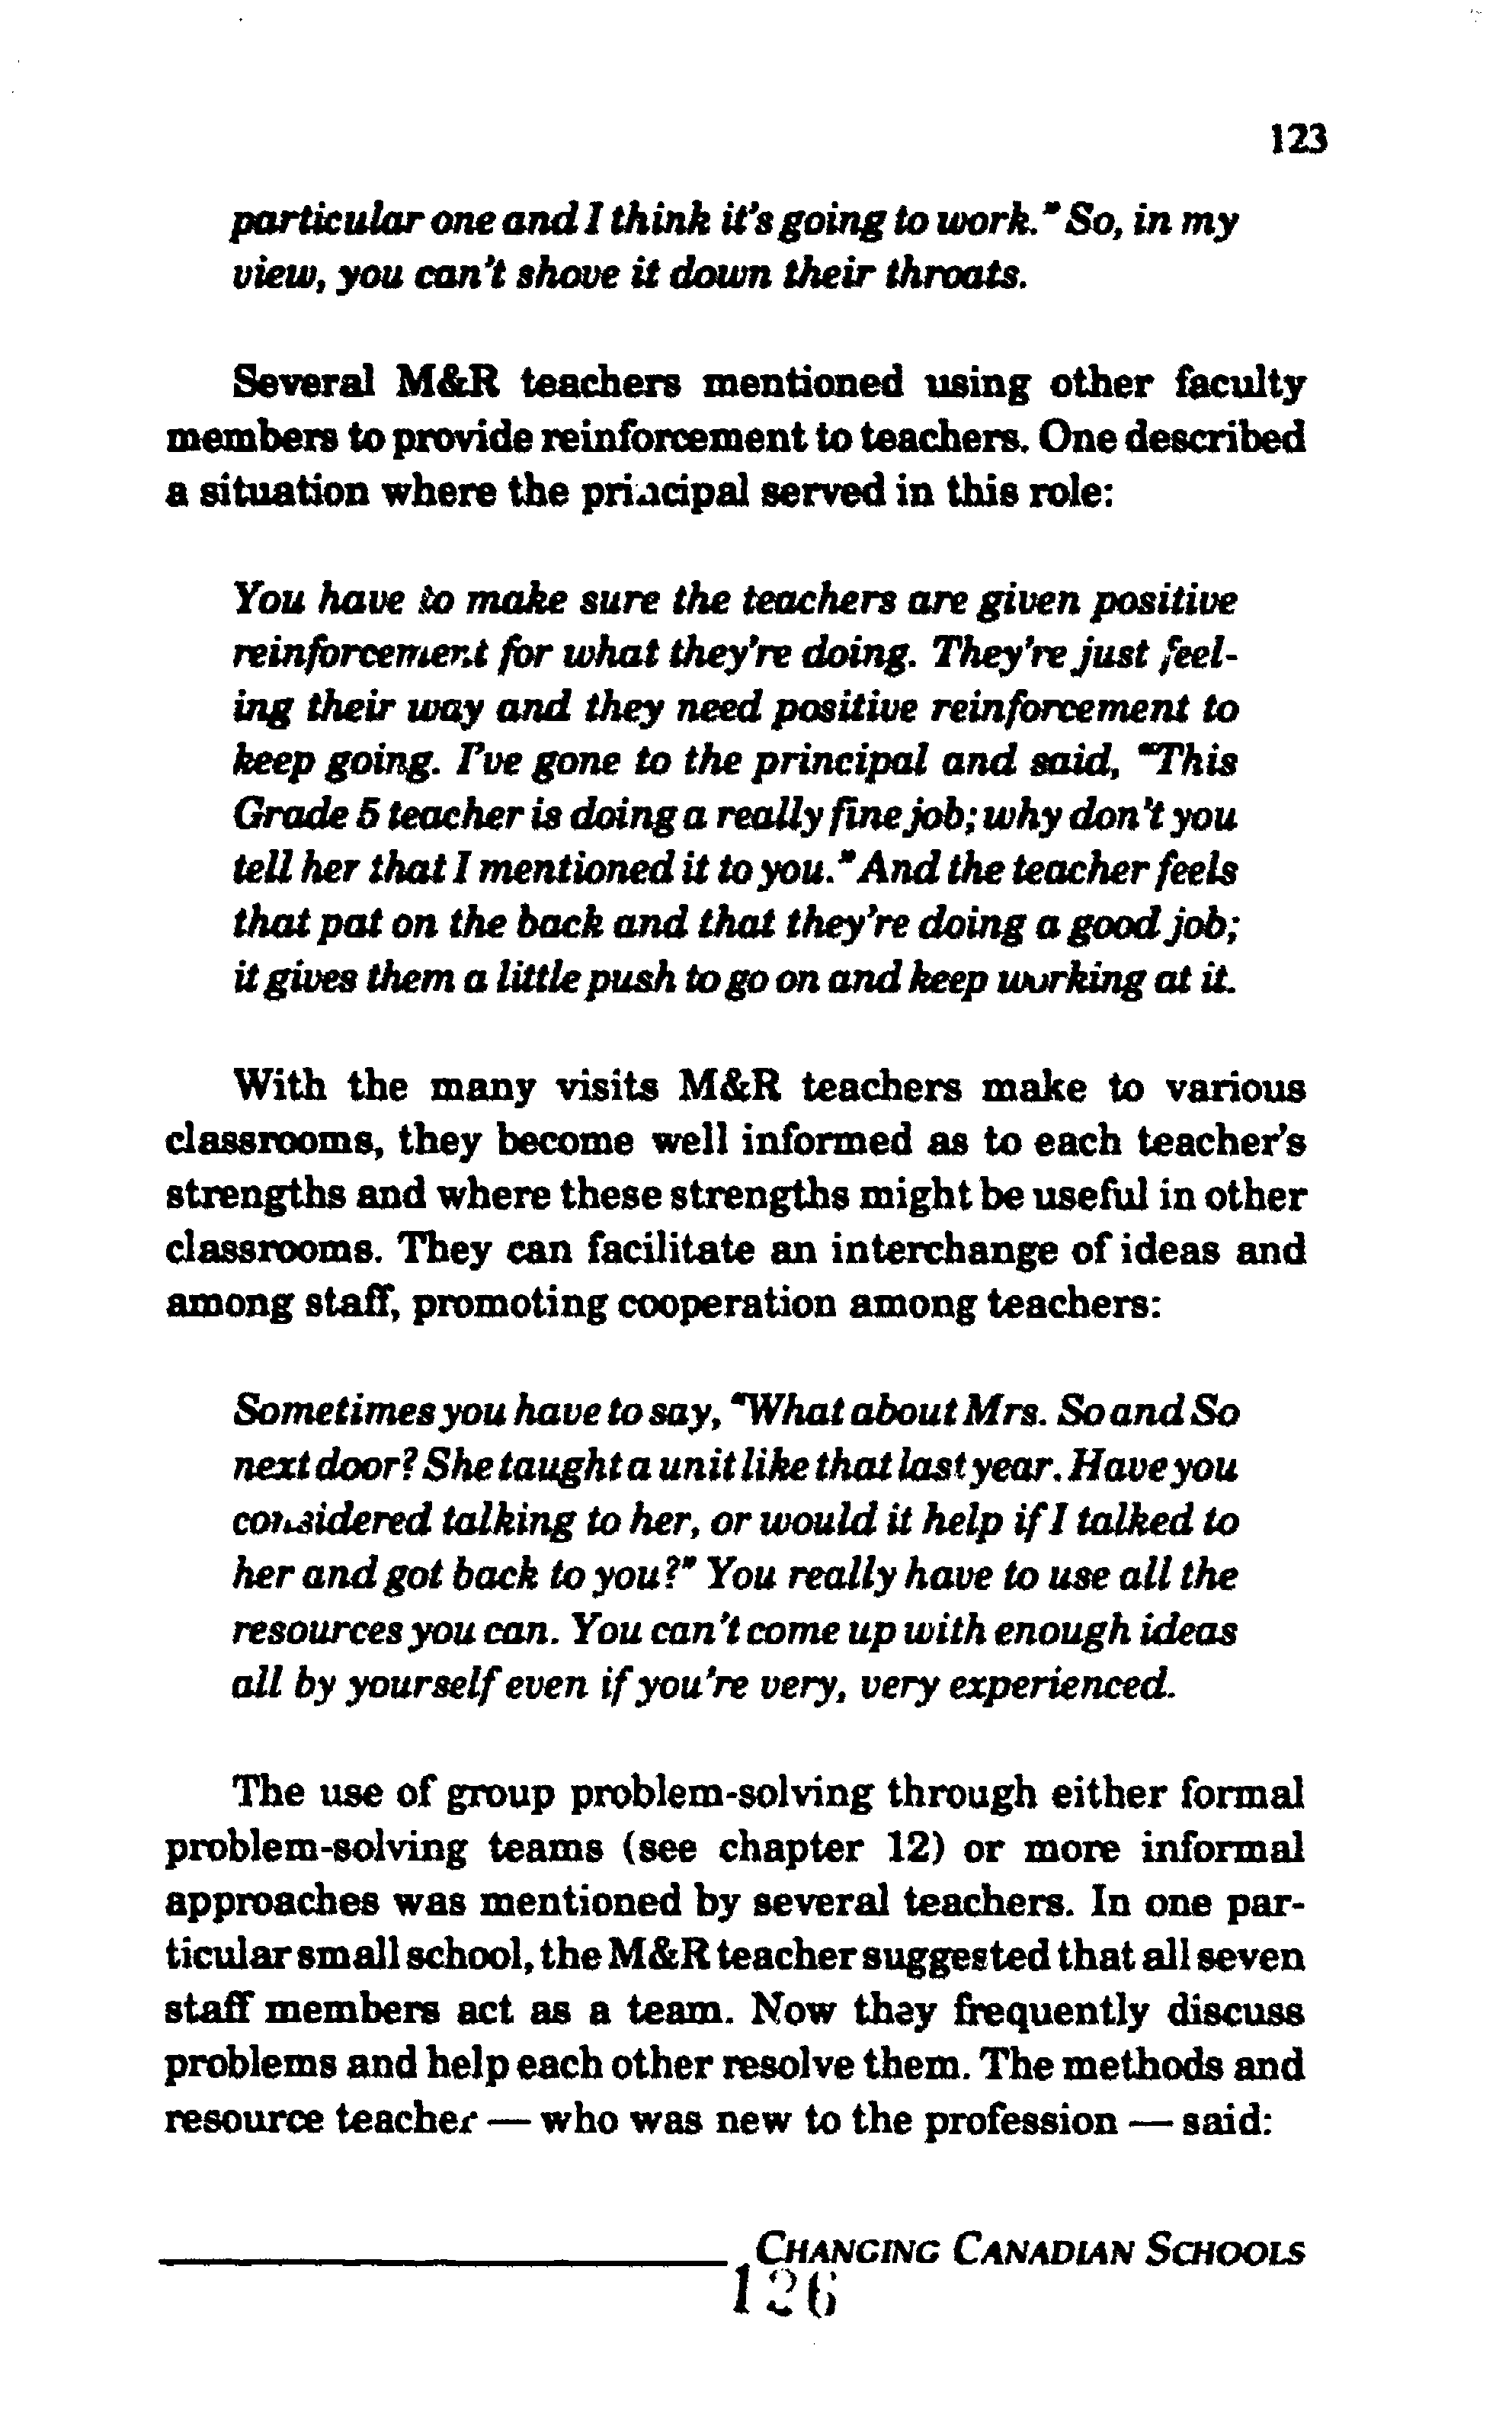 123
particular one and I think it's going to work." So, in my
view, you can't shove it down their throats.
Several M&R teachers mentioned using other faculty
members to provide reinforcement to teachers. One described
a situation where the principal served in this role:
You have to make sure the teachers are given positive
reinforcement for what they're doing. They're just feel-
ing their way and they need positive reinforcement to
keep going. I've gone to the principal and said, "This
Grade 5 teacher is doing a really fine job; why don't you
tell her that I mentioned it to you." And the teacher feels
that pat on the back and that they're doing a good job;
it gives them a little push to go on and keep working at it.
With the many visits M&R teachers make to various
classrooms, they become well informed as to each teacher's
strengths and where these strengths might be useful in other
classrooms. They can facilitate an interchange of ideas and
among staff, promoting cooperation among teachers:
Sometimes you have to say, "What about Mrs. So and So
next door? She taught a unit like that last year. Have you
considered talking to her, or would it help if I talked to
her and got back to you?" You really have to use all the
resources you can. You can't come up with enough ideas
all by yourself even if you're very, very experienced.
The use of group problem-solving through either formal
problem-solving teams (see chapter 12) or more informal
approaches was mentioned by several teachers. In one par-
ticular small school, the M&R teacher suggested that all seven
staff members act as a team. Now they frequently discuss
problems and help each other resolve them. The methods and
resource teacher — who was new to the profession — said:
CHANGING CANADIAN SCHOOLS
126